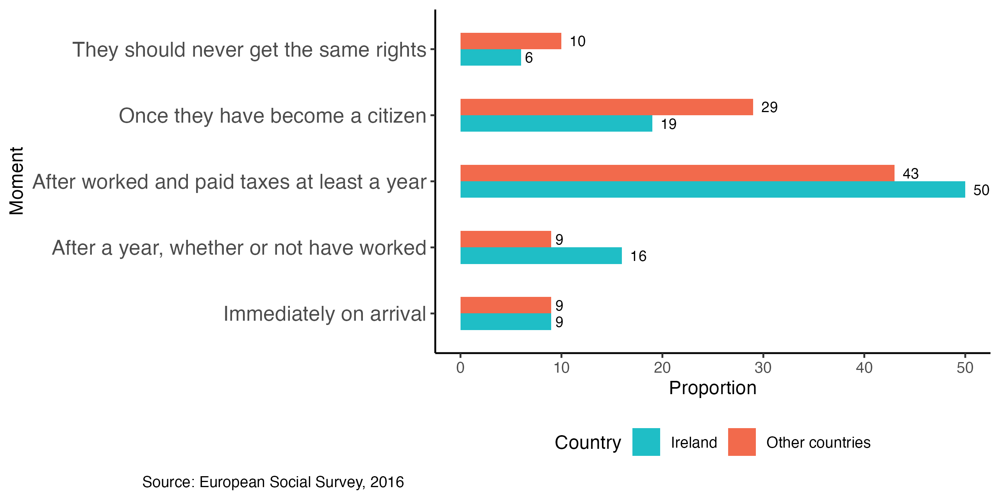 They should never get the same rights
10
6
Once they have become a citizen
29
19
After worked and paid taxes at least a year
43
50
After a year, whether or not have worked
9
16
Immediately on arrival
9
9
Moment
0 10 20 30 40 50
Proportion
Country Ireland Other countries
Source: European Social Survey, 2016